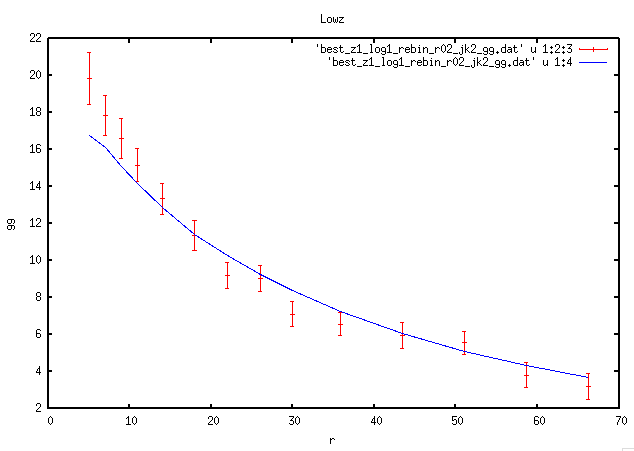 Lowz
'best_z1_log1_rebin_r02_jk2_gg.dat' u 1:2:3
'best_z1_log1_rebin_r02_jk2_gg.dat' u 1:4
22
20
18
16
14
12
10
8
6
4
2
gg
0 10 20 30 40 50 60 70
r